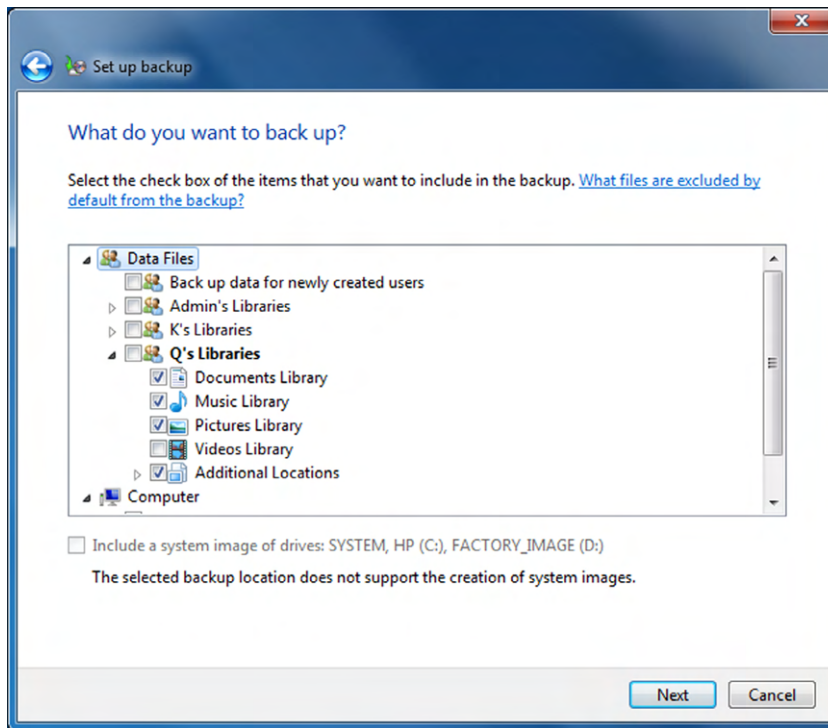 Set up backup
What do you want to back up?
Select the check box of the items that you want to include in the backup. What files are excluded by
default from the backup?
Data Files
Back up data for newly created users
Admin's Libraries
K's Libraries
Q's Libraries
Documents Library
Music Library
Pictures Library
Videos Library
Additional Locations
Computer
Include a system image of drives: SYSTEM, HP (C:), FACTORY_IMAGE (D:)
The selected backup location does not support the creation of system images.
Next Cancel